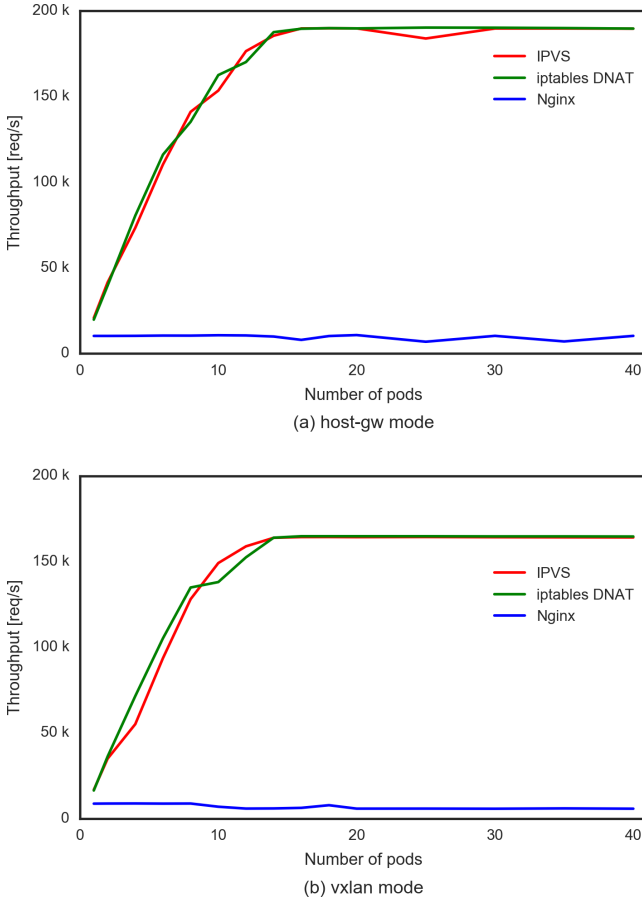 200 k
150 k
100 k
50 k
0
Throughput [req/s]
IPVS
iptables DNAT
Nginx
0 10 20 30 40
Number of pods
(a) host-gw mode
200 k
150 k
100 k
50 k
0
Throughput [req/s]
IPVS
iptables DNAT
Nginx
0 10 20 30 40
Number of pods
(b) vxlan mode